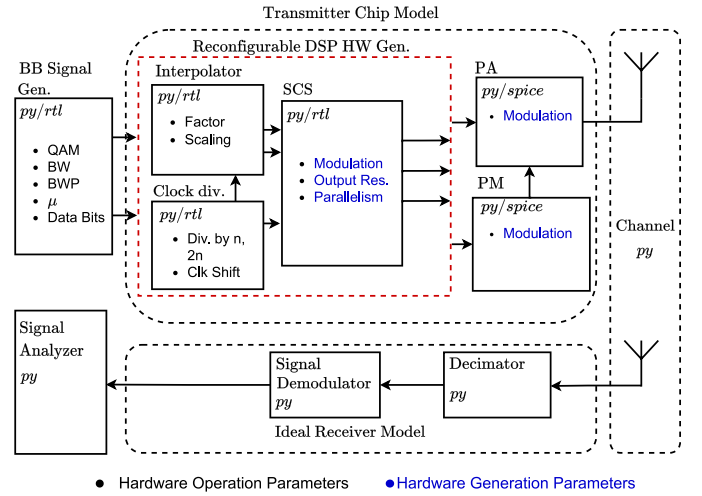 Transmitter Chip Model
Reconfigurable DSP HW Gen.
BB Signal
Gen.
py/rtl
• QAM
• BW
• BWP
• μ
• Data Bits
Interpolator
py/rtl
• Factor
• Scaling
Clock div.
py/rtl
• Div. by n,
2n
• Clk Shift
SCS
py/rtl
• Modulation
• Output Res.
• Parallelism
PA
py/spice
• Modulation
PM
py/spice
• Modulation
Channel
py
Signal
Analyzer
py
Signal
Demodulator
py
Decimator
py
Ideal Receiver Model
• Hardware Operation Parameters
• Hardware Generation Parameters